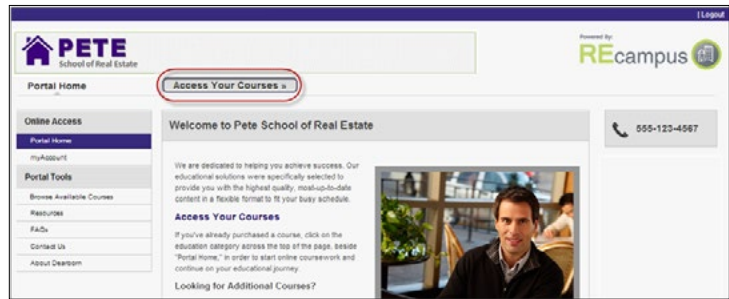 | Logout
PETE
School of Real Estate
Powered By:
REcampus
Portal Home
Access Your Courses »
Online Access
Portal Home
myAccount
Portal Tools
Browse Available Courses
Resources
FAQs
Contact Us
About Dearborn
Welcome to Pete School of Real Estate
We are dedicated to helping you achieve success. Our
educational solutions were specifically selected to
provide you with the highest quality, most-up-to-date
content in a flexible format to fit your busy schedule.
Access Your Courses
If you've already purchased a course, click on the
education category across the top of the page, beside
"Portal Home," in order to start online coursework and
continue on your educational journey.
Looking for Additional Courses?
555-123-4567